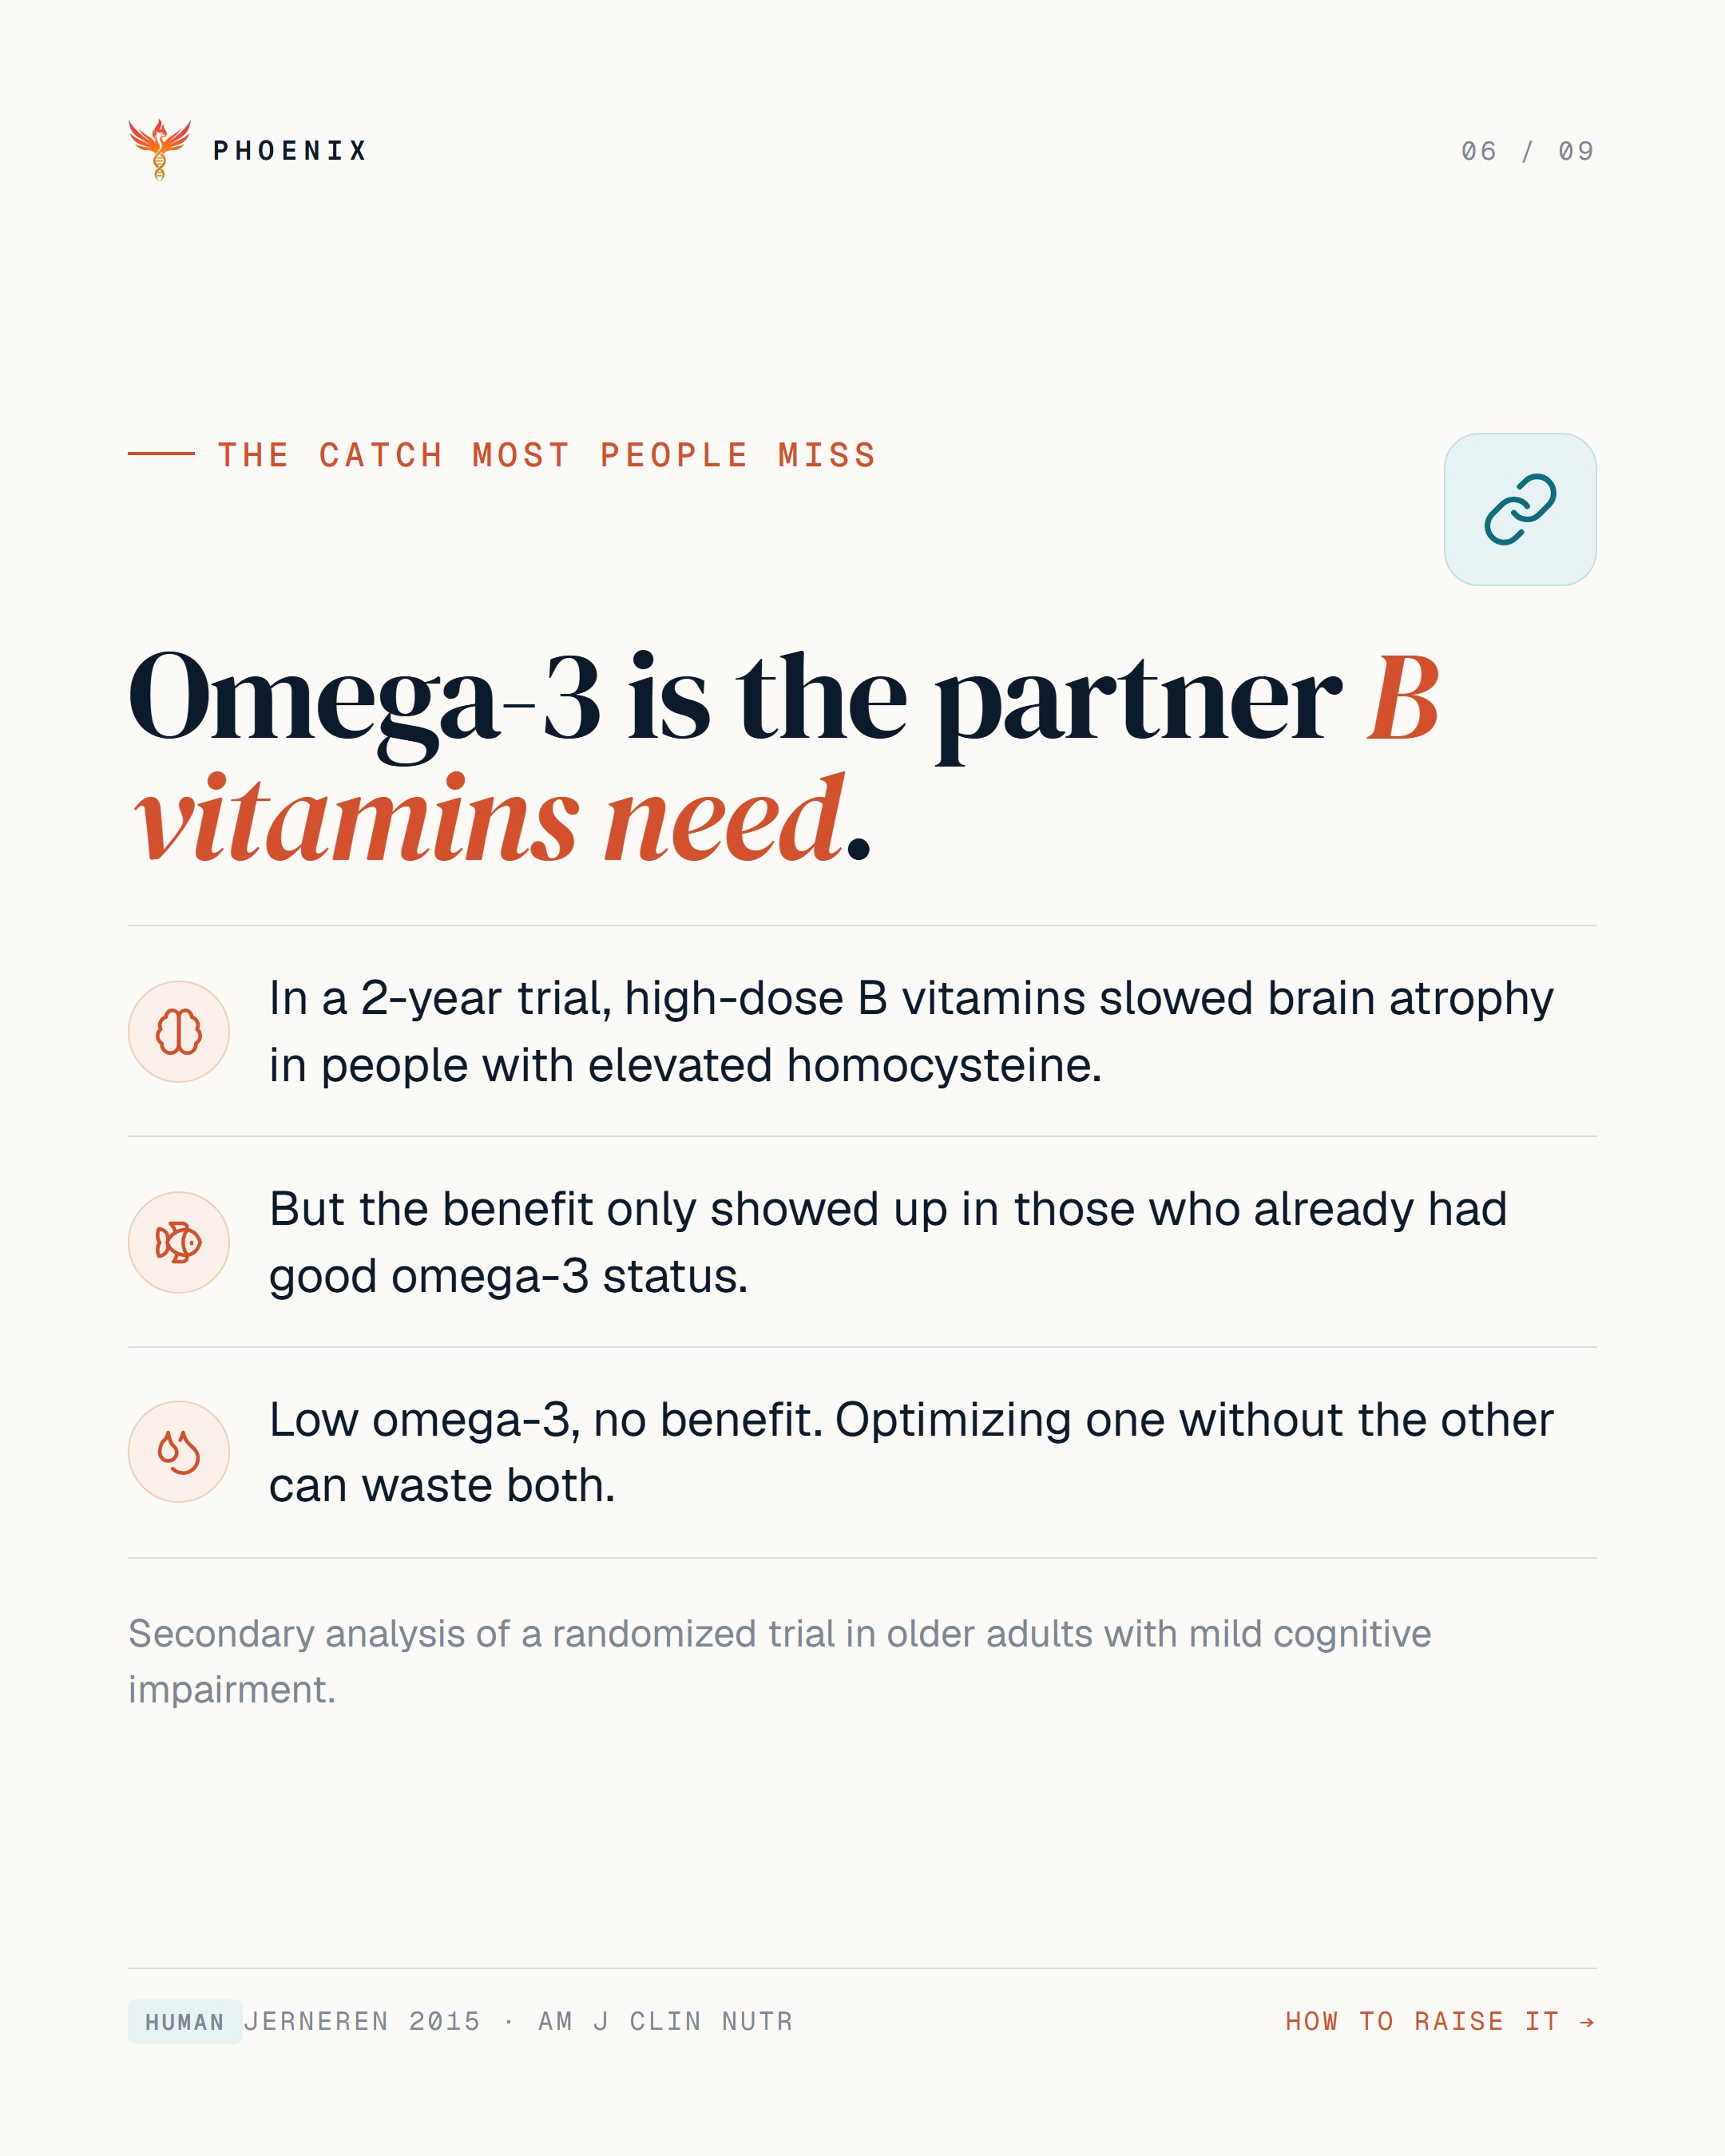 PHOENIX
06 / 09
THE CATCH MOST PEOPLE MISS
Omega-3 is the partner B
vitamins need.
In a 2-year trial, high-dose B vitamins slowed brain atrophy
in people with elevated homocysteine.
But the benefit only showed up in those who already had
good omega-3 status.
Low omega-3, no benefit. Optimizing one without the other
can waste both.
Secondary analysis of a randomized trial in older adults with mild cognitive
impairment.
HUMAN JERNEREN 2015 · AM J CLIN NUTR
HOW TO RAISE IT →